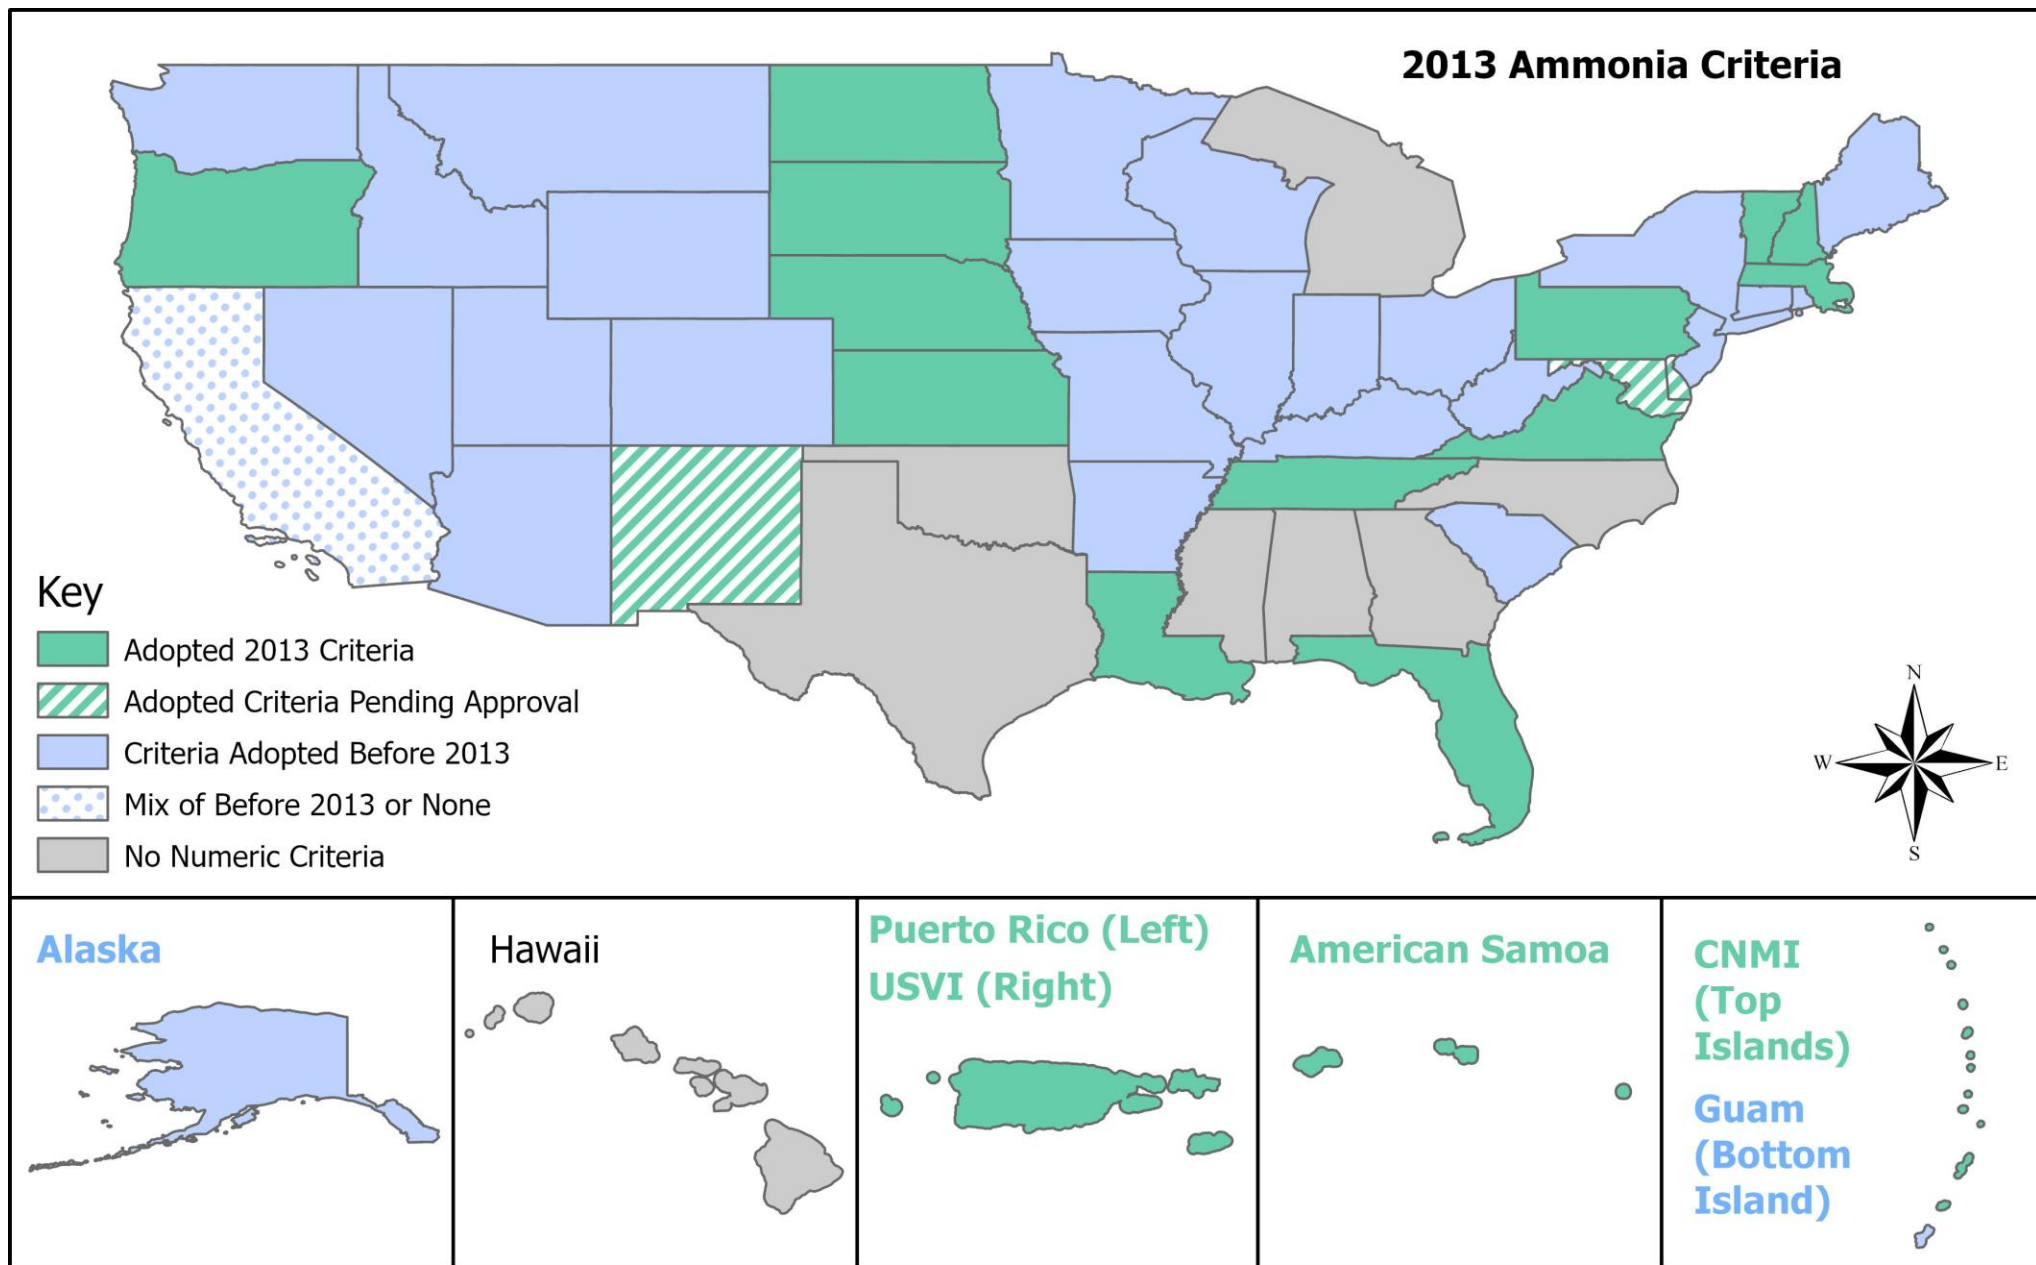 2013 Ammonia Criteria
Key
Adopted 2013 Criteria
Adopted Criteria Pending Approval
Criteria Adopted Before 2013
Mix of Before 2013 or None
No Numeric Criteria
N
W
E
S
Alaska
Hawaii
Puerto Rico (Left)
USVI (Right)
American Samoa
CNMI
(Top
Islands)
Guam
(Bottom
Island)